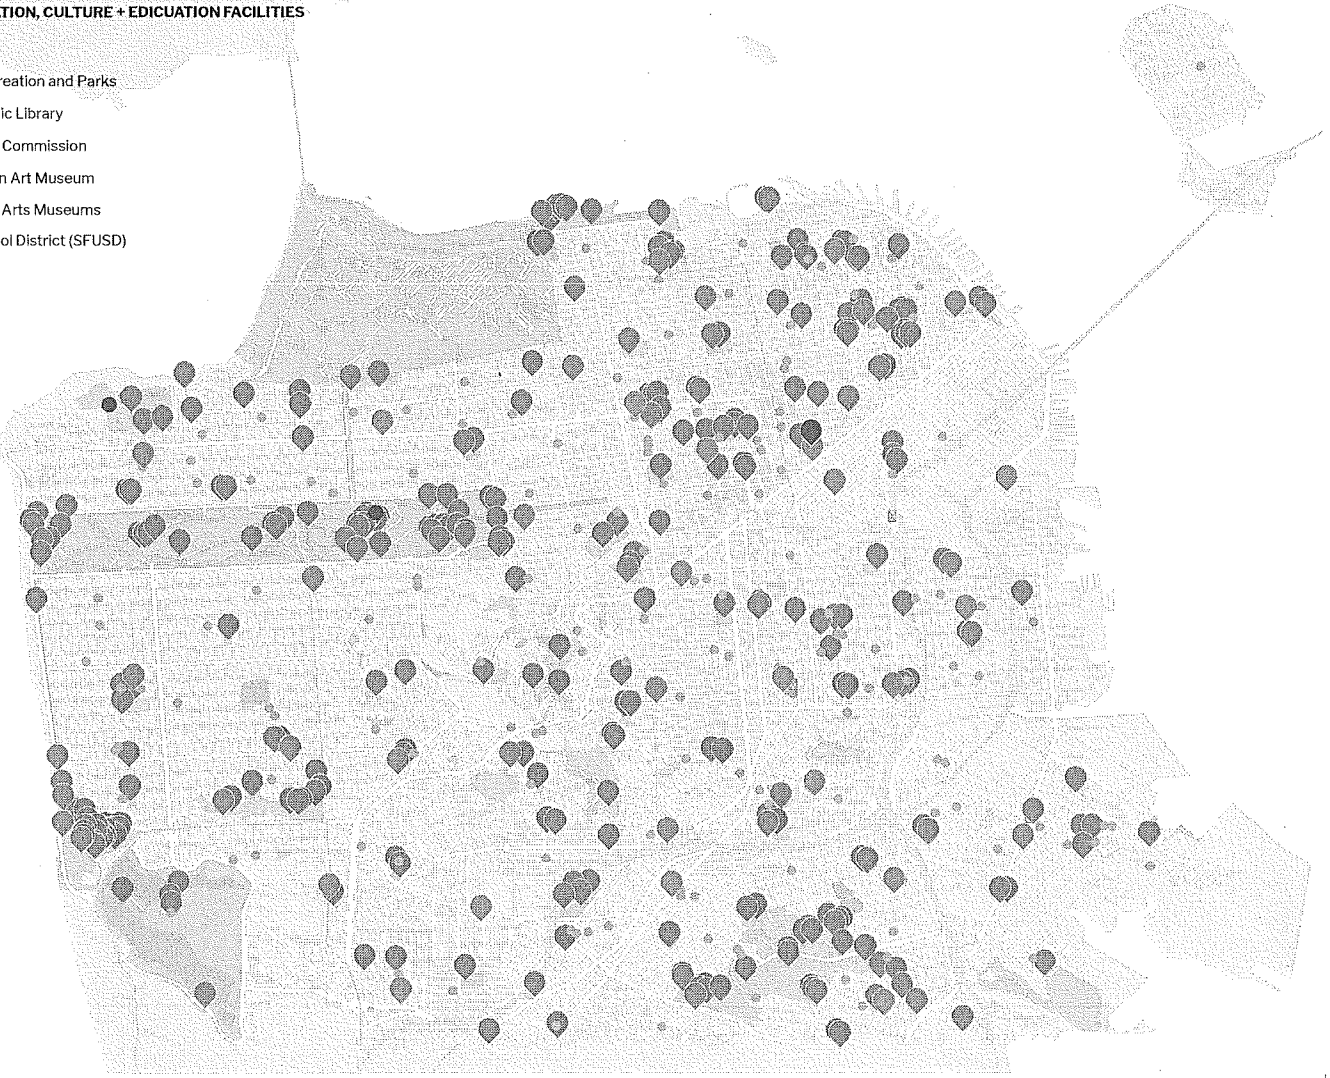 TION, CULTURE + EDICUATION FACILITIES
reation and Parks
ic Library
Commission
n Art Museum
Arts Museums
ol District (SFUSD)